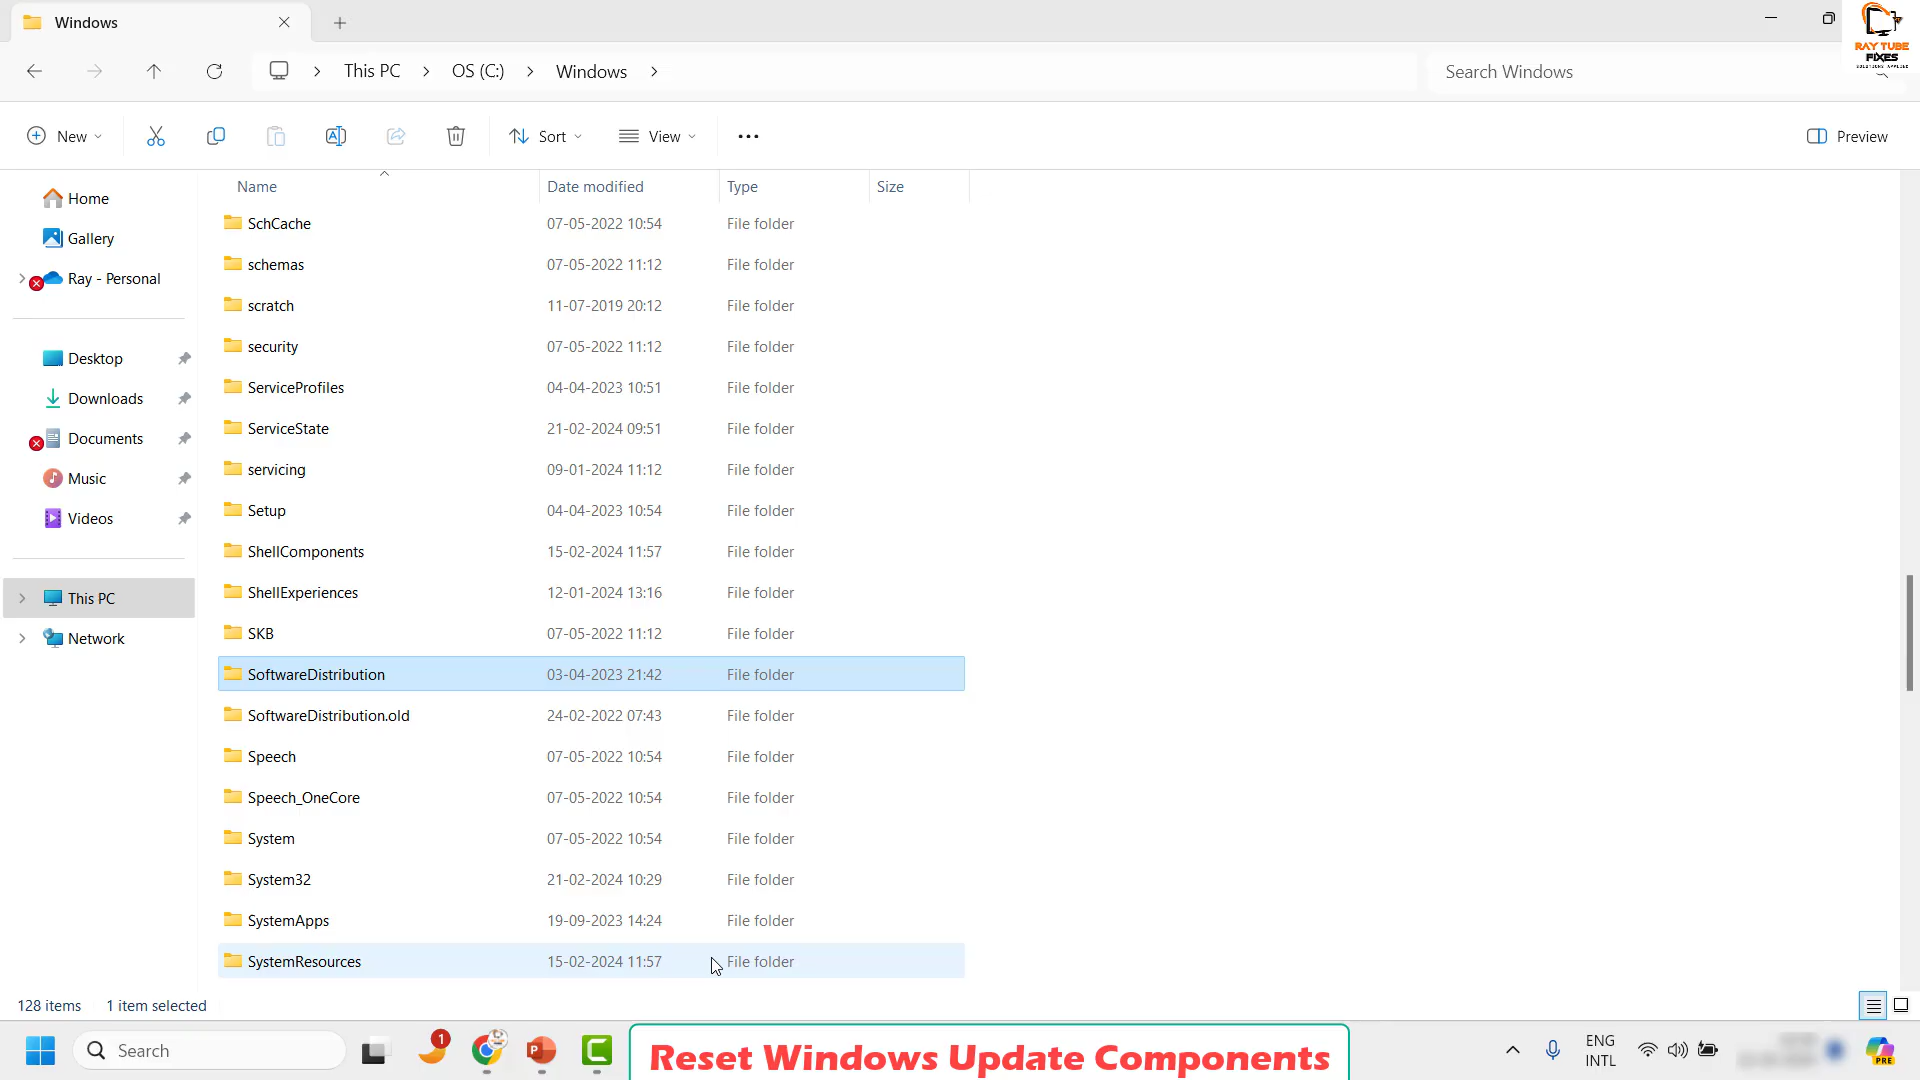 Windows
RAY TUBE
FIXES
This PC > OS (C:) > Windows >
Search Windows
New
Sort
View
Preview
Name Date modified Type Size
Home
Gallery
Ray - Personal
Desktop
Downloads
Documents
Music
Videos
This PC
Network
SchCache 07-05-2022 10:54 File folder
schemas 07-05-2022 11:12 File folder
scratch 11-07-2019 20:12 File folder
security 07-05-2022 11:12 File folder
ServiceProfiles 04-04-2023 10:51 File folder
ServiceState 21-02-2024 09:51 File folder
servicing 09-01-2024 11:12 File folder
Setup 04-04-2023 10:54 File folder
ShellComponents 15-02-2024 11:57 File folder
ShellExperiences 12-01-2024 13:16 File folder
SKB 07-05-2022 11:12 File folder
SoftwareDistribution 03-04-2023 21:42 File folder
SoftwareDistribution.old 24-02-2022 07:43 File folder
Speech 07-05-2022 10:54 File folder
Speech_OneCore 07-05-2022 10:54 File folder
System 07-05-2022 10:54 File folder
System32 21-02-2024 10:29 File folder
SystemApps 19-09-2023 14:24 File folder
SystemResources 15-02-2024 11:57 File folder
128 items 1 item selected
Search
1
Reset Windows Update Components
ENG
INTL
PRE